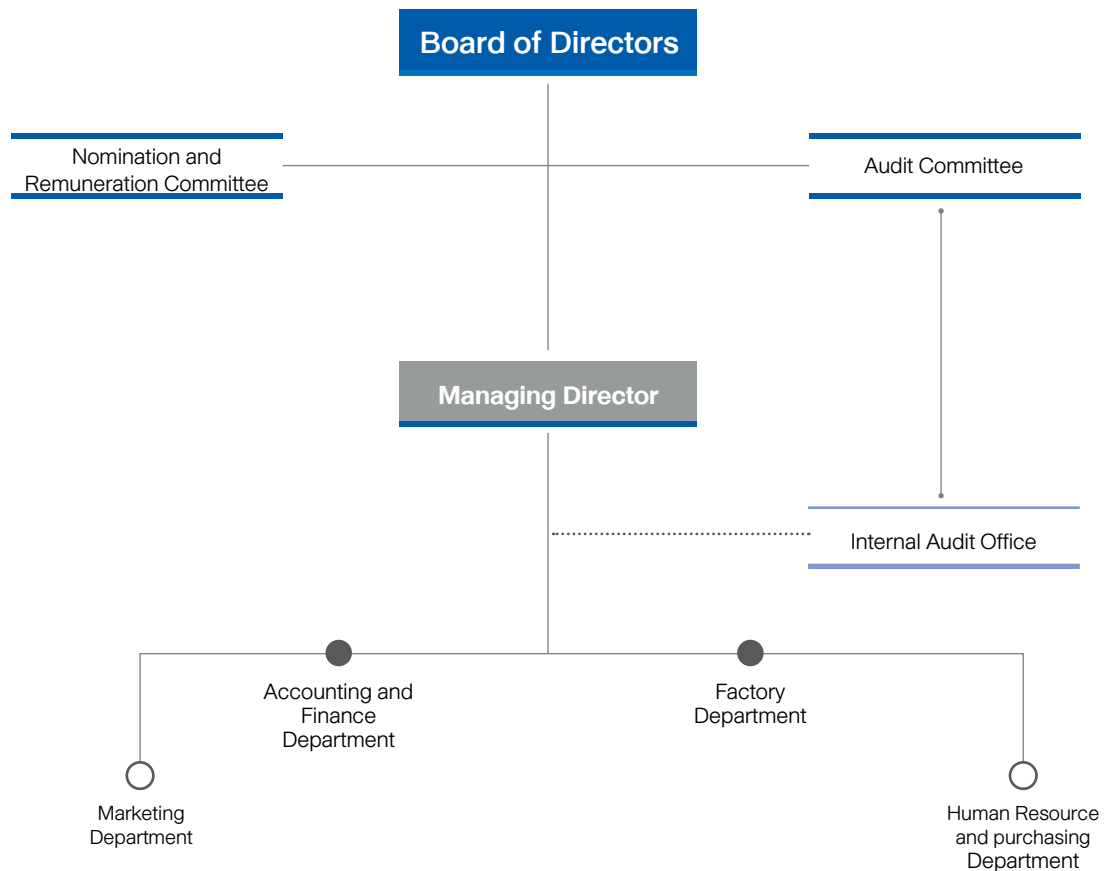 Board of Directors
Nomination and
Remuneration Committee
Audit Committee
Managing Director
Internal Audit Office
Accounting and
Finance
Department
Factory
Department
Marketing
Department
Human Resource
and purchasing
Department